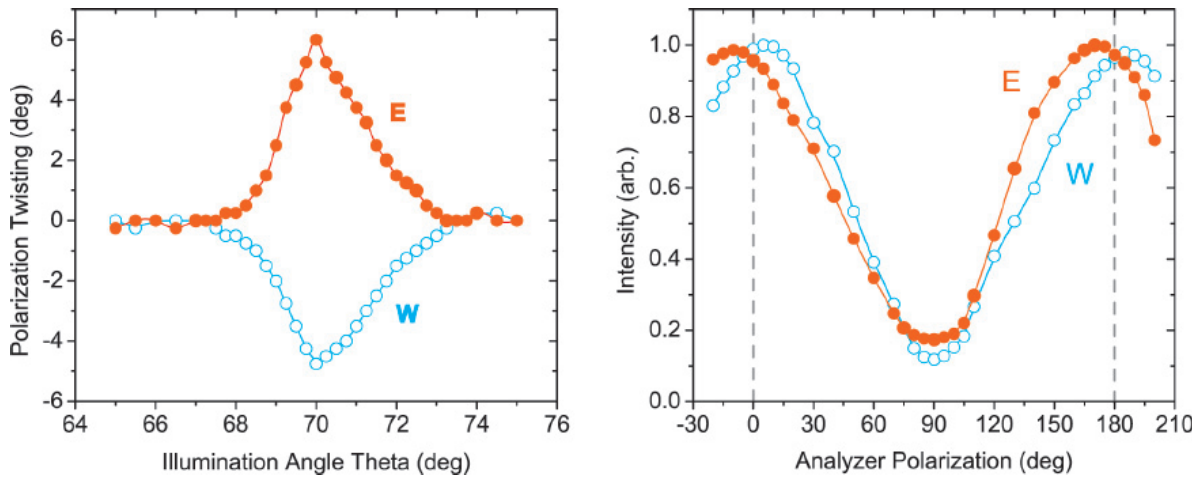 Polarization Twisting (deg)
6
4
2
0
-2
-4
-6
E
W
64 66 68 70 72 74 76
Illumination Angle Theta (deg)
Intensity (arb.)
1.0
0.8
0.6
0.4
0.2
0.0
E
W
-30 0 30 60 90 120 150 180 210
Analyzer Polarization (deg)